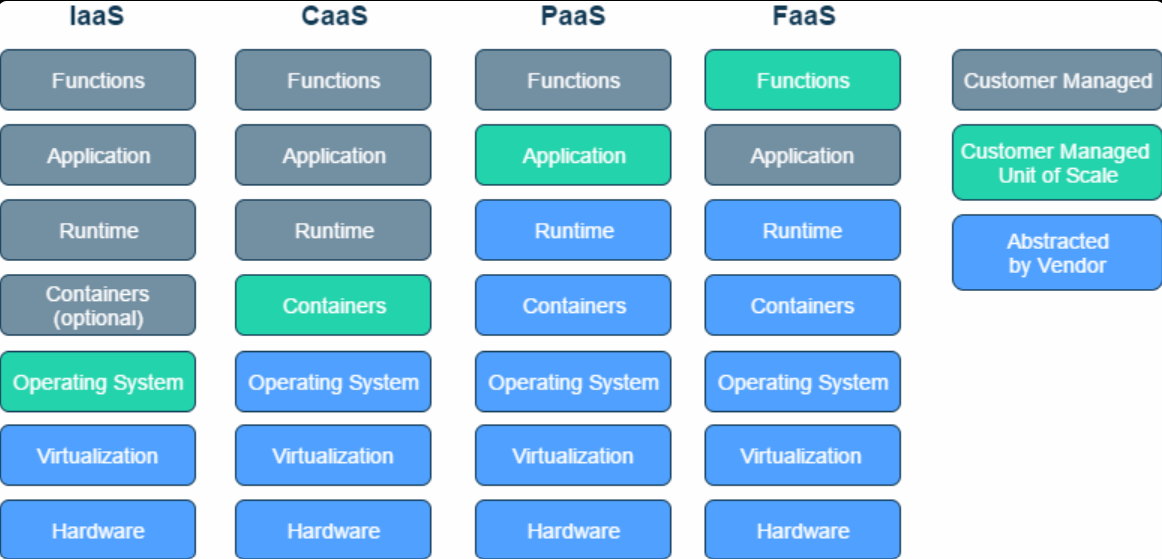 IaaS
CaaS
PaaS
FaaS
Functions
Functions
Functions
Functions
Customer Managed
Application
Application
Application
Application
Customer Managed
Unit of Scale
Runtime
Runtime
Runtime
Runtime
Abstracted
by Vendor
Containers
(optional)
Containers
Containers
Containers
Operating System
Operating System
Operating System
Operating System
Virtualization
Virtualization
Virtualization
Virtualization
Hardware
Hardware
Hardware
Hardware